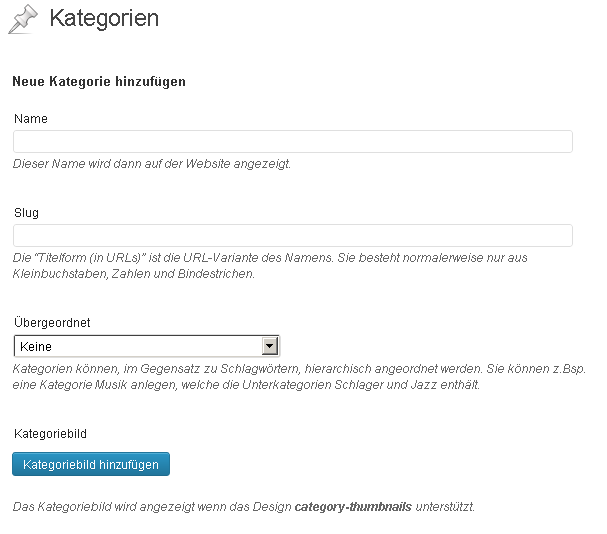 Kategorien
Neue Kategorie hinzufügen
Name
Dieser Name wird dann auf der Website angezeigt.
Slug
Die "Titelform (in URLs)" ist die URL-Variante des Namens. Sie besteht normalerweise nur aus
Kleinbuchstaben, Zahlen und Bindestrichen.
Übergeordnet
Keine
Kategorien können, im Gegensatz zu Schlagwörtern, hierarchisch angeordnet werden. Sie können z.Bsp.
eine Kategorie Musik anlegen, welche die Unterkategorien Schlager und Jazz enthält.
Kategoriebild
Kategoriebild hinzufügen
Das Kategoriebild wird angezeigt wenn das Design category-thumbnails unterstützt.